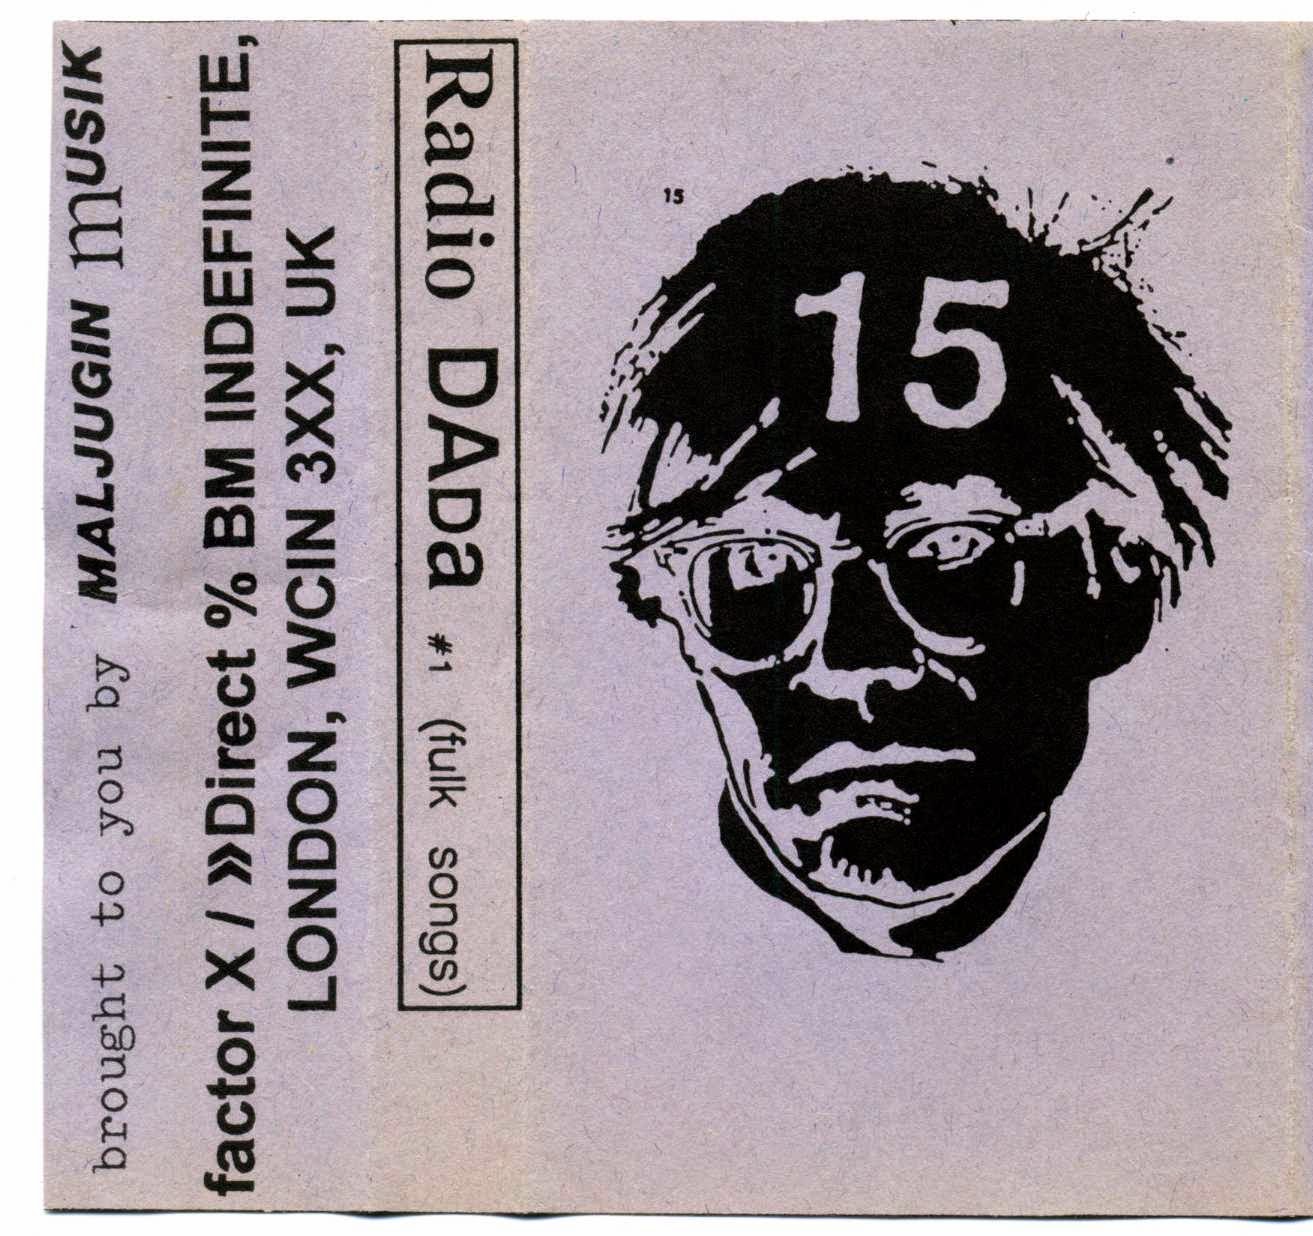 brought to you by MALJUGIN mUSIK
factor X / »Direct % BM INDEFINITE,
LONDON, WCIN 3XX, UK
Radio DADa #1 (fulk songs)
15
15